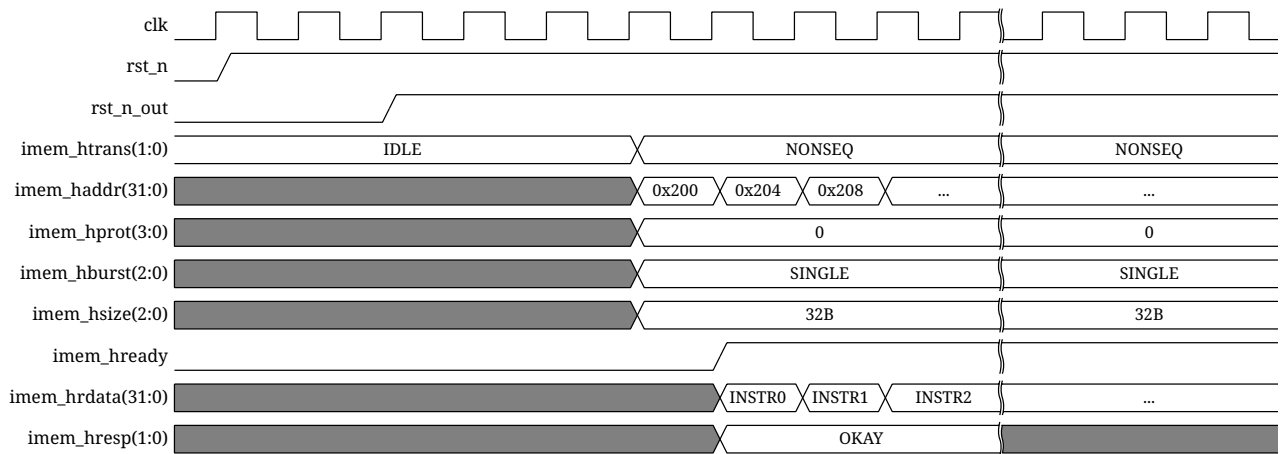 clk
rst_n
rst_n_out
imem_htrans(1:0) IDLE NONSEQ NONSEQ
imem_haddr(31:0) 0x200 0x204 0x208 ... ...
imem_hprot(3:0) 0 0
imem_hburst(2:0) SINGLE SINGLE
imem_hsize(2:0) 32B 32B
imem_hready
imem_hrdata(31:0) INSTR0 INSTR1 INSTR2 ...
imem_hresp(1:0) OKAY